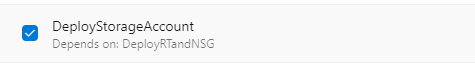 DeployStorageAccount
Depends on: DeployRTandNSG